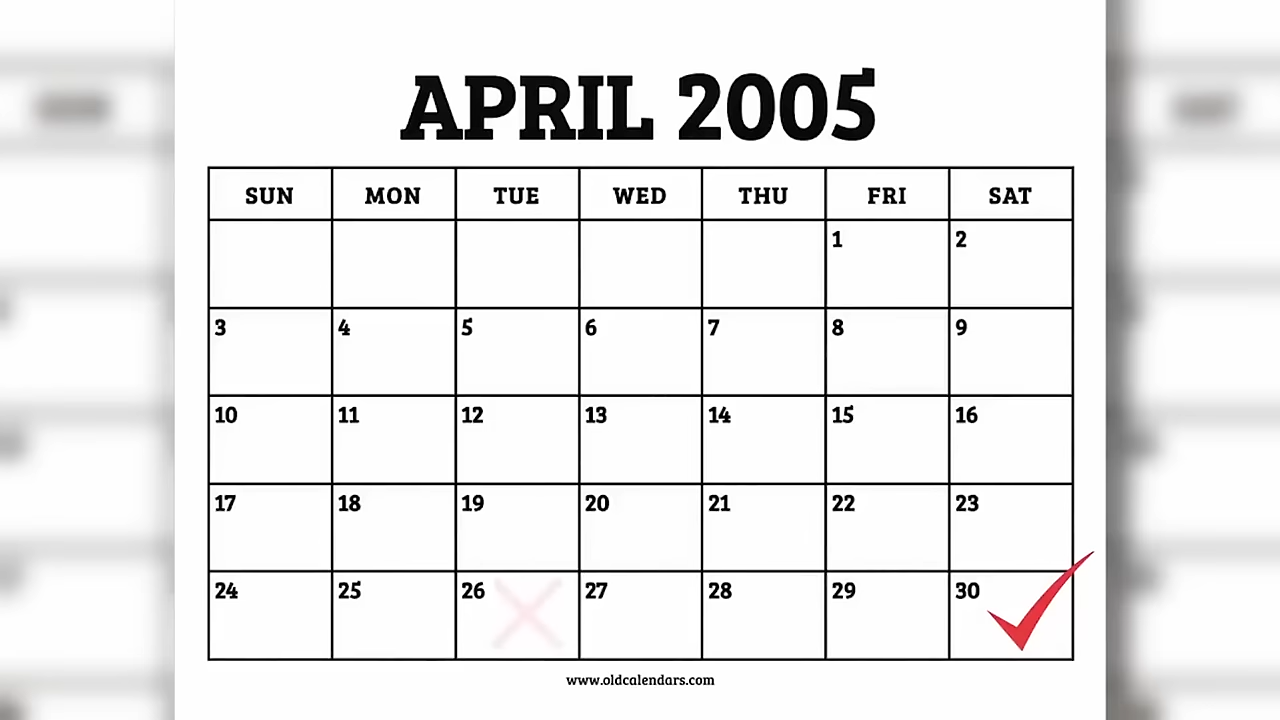 APRIL 2005
SUN MON TUE WED THU FRI SAT
1 2
3 4 5 6 7 8 9
10 11 12 13 14 15 16
17 18 19 20 21 22 23
24 25 26 27 28 29 30
www.oldcalendars.com